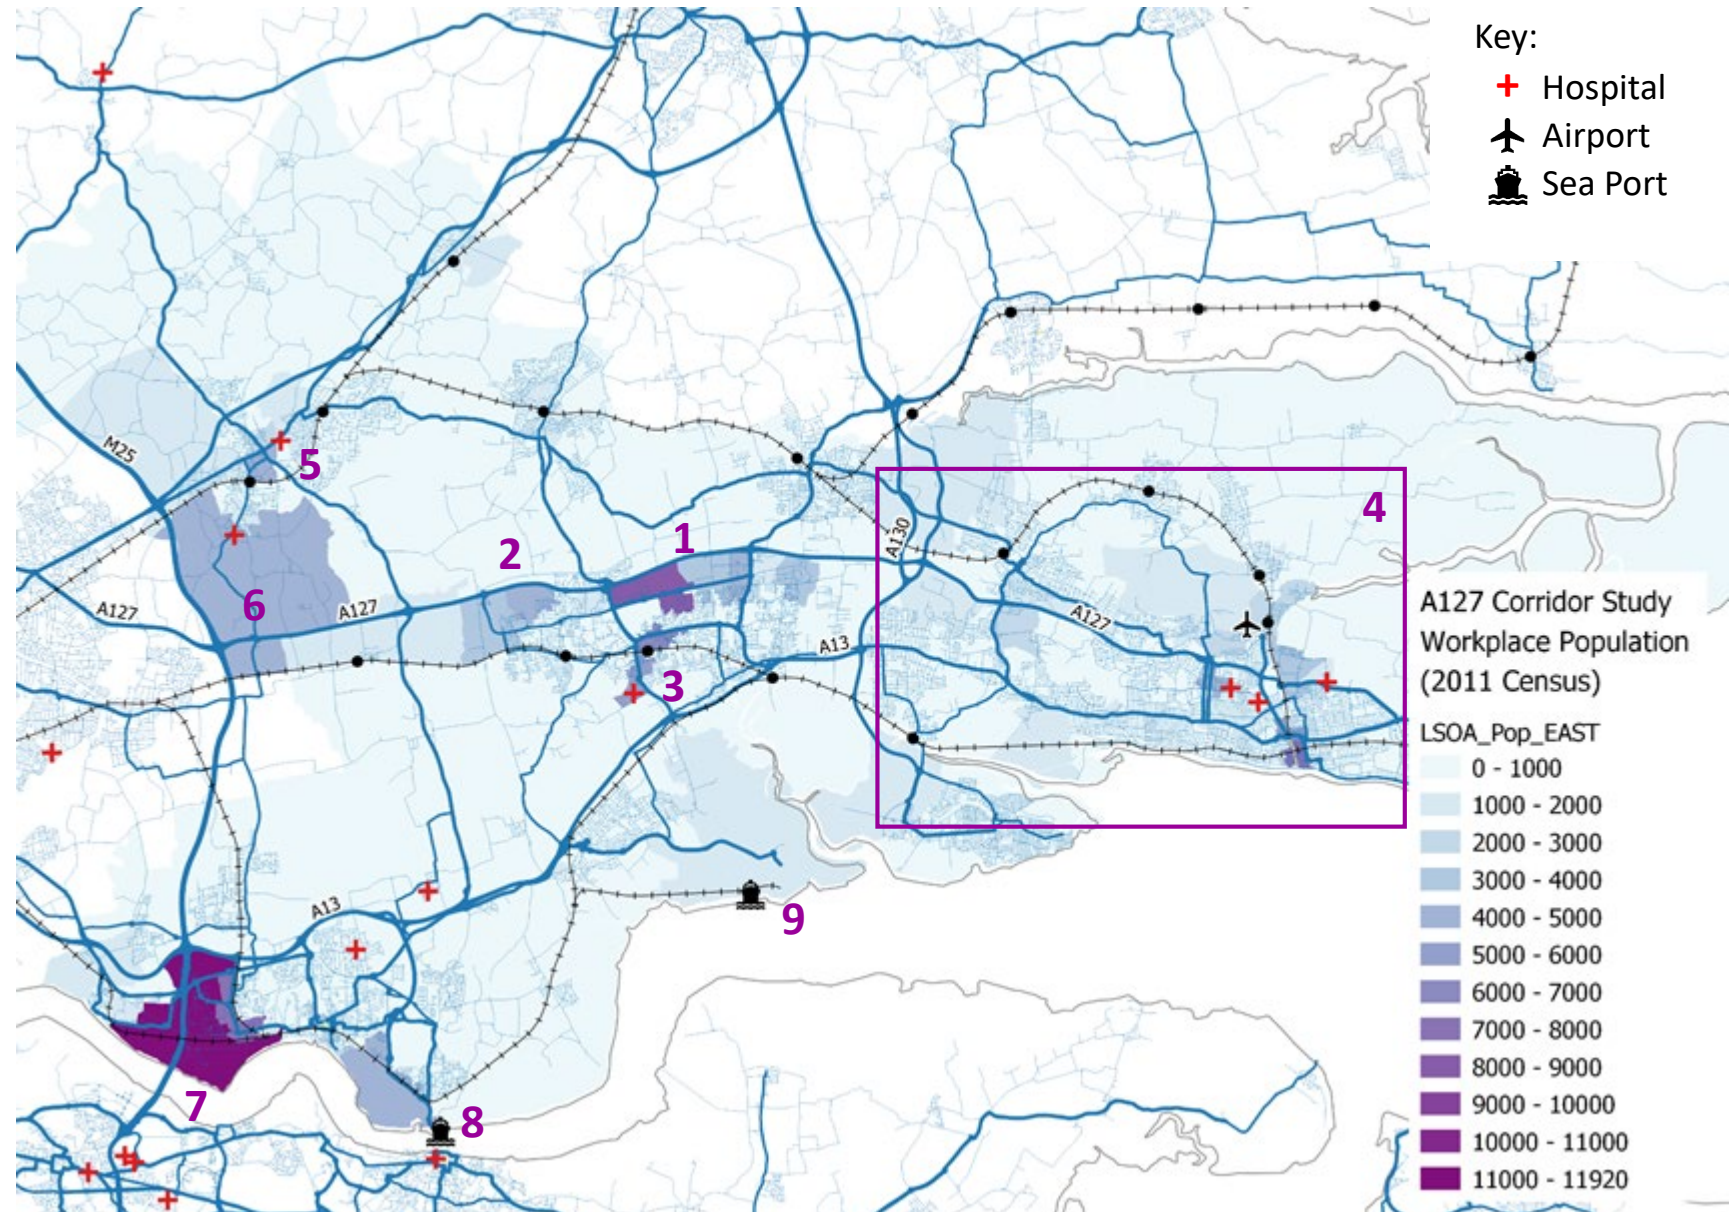 Key:
Hospital
Airport
Sea Port
M25
5
4
1
2
A130
6
A127
A127
A127
3
A13
9
A13
7
8
A127 Corridor Study
Workplace Population
(2011 Census)
LSOA_Pop_EAST
0 - 1000
1000 - 2000
2000 - 3000
3000 - 4000
4000 - 5000
5000 - 6000
6000 - 7000
7000 - 8000
8000 - 9000
9000 - 10000
10000 - 11000
11000 - 11920